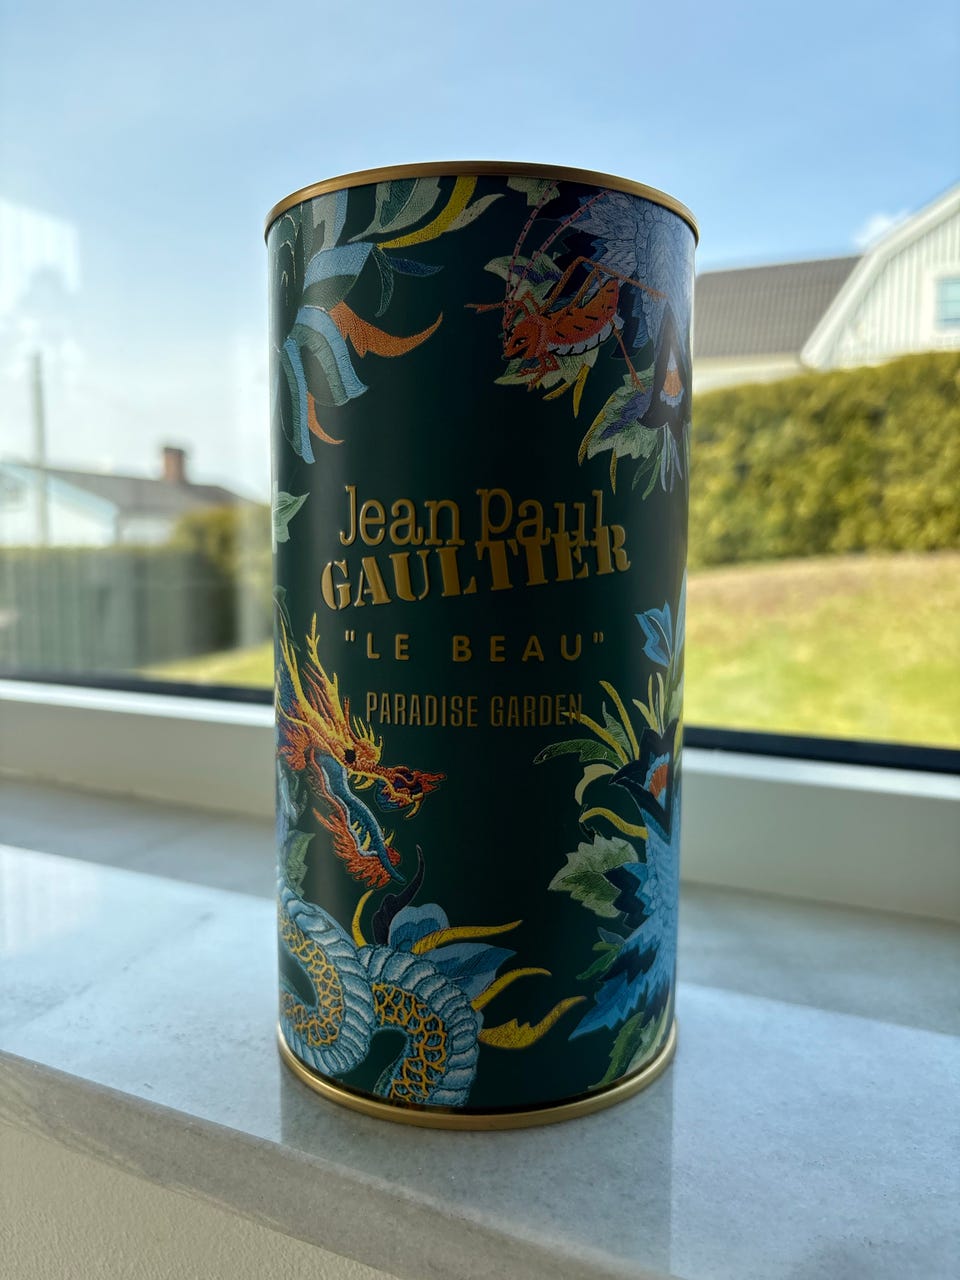 Jean Paul
GAULTIER
"LE BEAU"
PARADISE GARDEN